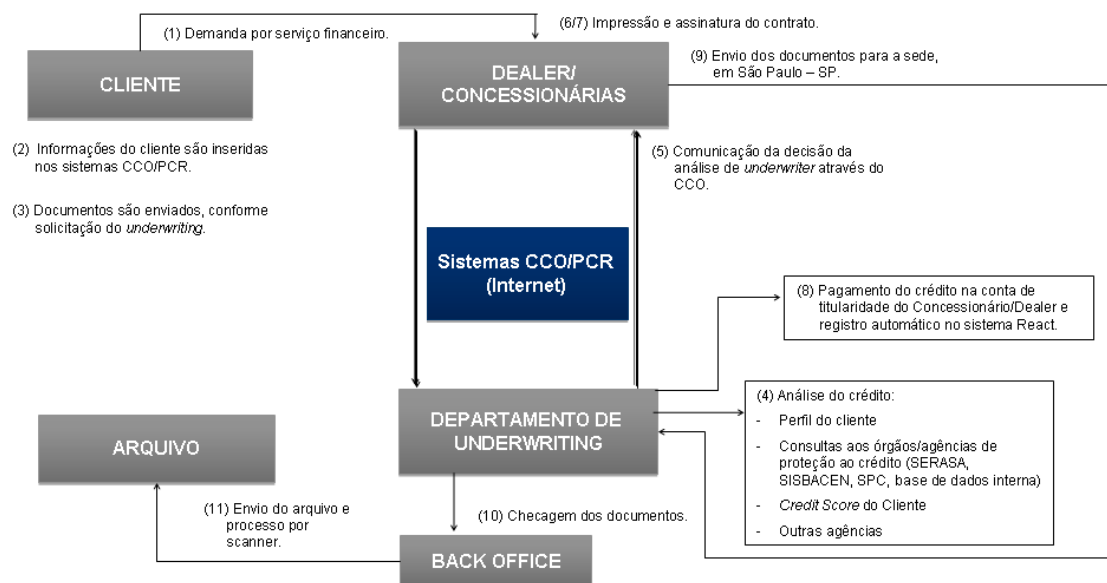 (1) Demanda por serviço financeiro.
(6/7) Impressão e assinatura do contrato.
CLIENTE
DEALER/
CONCESSIONÁRIAS
(9) Envio dos documentos para a sede,
em São Paulo – SP.
(2) Informações do cliente são inseridas
nos sistemas CCO/PCR.
(3) Documentos são enviados, conforme
solicitação do underwriting.
(5) Comunicação da decisão da
análise de underwriter através do
CCO.
Sistemas CCO/PCR
(Internet)
(8) Pagamento do crédito na conta de
titularidade do Concessionário/Dealer e
registro automático no sistema React.
DEPARTAMENTO DE
UNDERWRITING
(4) Análise do crédito:
- Perfil do cliente
- Consultas aos órgãos/agências de
proteção ao crédito (SERASA,
SISBACEN, SPC, base de dados interna)
- Credit Score do Cliente
- Outras agências
ARQUIVO
(11) Envio do arquivo e
processo por
scanner.
(10) Checagem dos documentos.
BACK OFFICE